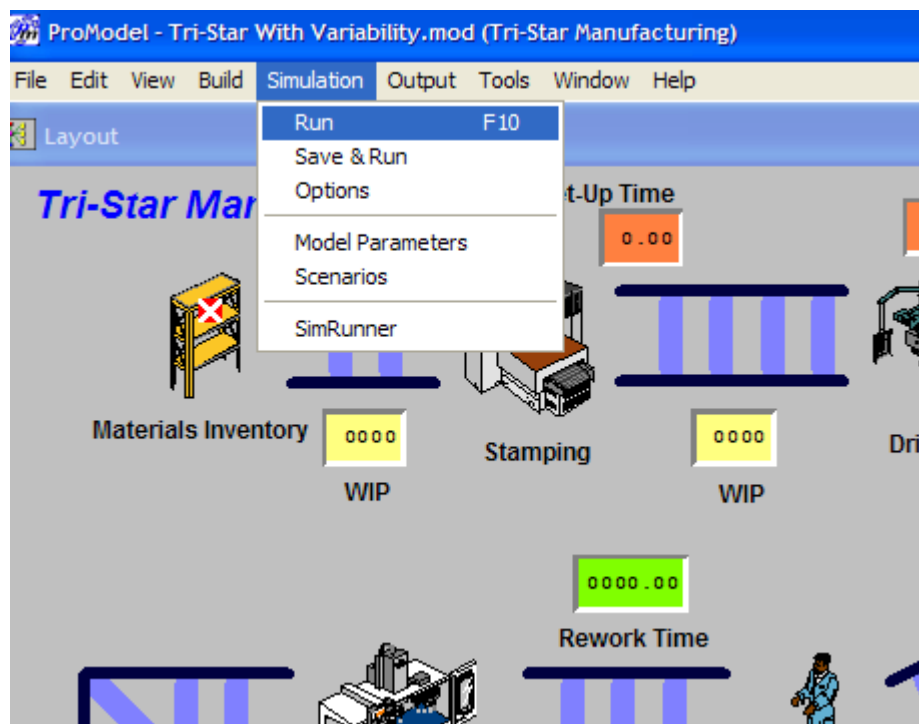 ProModel - Tri-Star With Variability.mod (Tri-Star Manufacturing)
File Edit View Build Simulation Output Tools Window Help
Layout
Run F10
Save & Run
Options
Model Parameters
Scenarios
SimRunner
Tri-Star Mar
t-Up Time
0.00
Materials Inventory
0000
WIP
Stamping
0000
WIP
Dri
0000.00
Rework Time